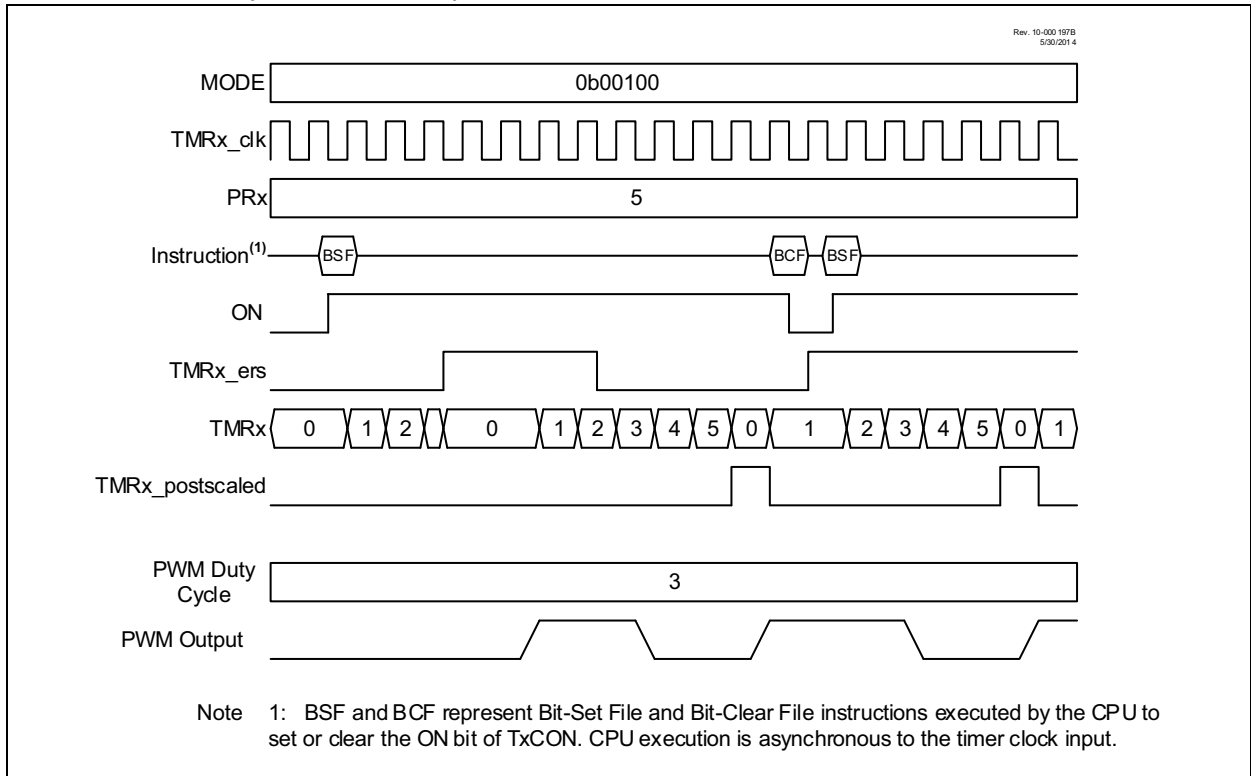 Rev. 10-000 197B
5/30/201 4
MODE 0b00100
TMRx_clk
PRx 5
Instruction(1) BSF BCF BSF
ON
TMRx_ers
TMRx 0 1 2 0 1 2 3 4 5 0 1 2 3 4 5 0 1
TMRx_postscaled
PWM Duty
Cycle 3
PWM Output
Note 1: BSF and BCF represent Bit-Set File and Bit-Clear File instructions executed by the CPU to
set or clear the ON bit of TxCON. CPU execution is asynchronous to the timer clock input.